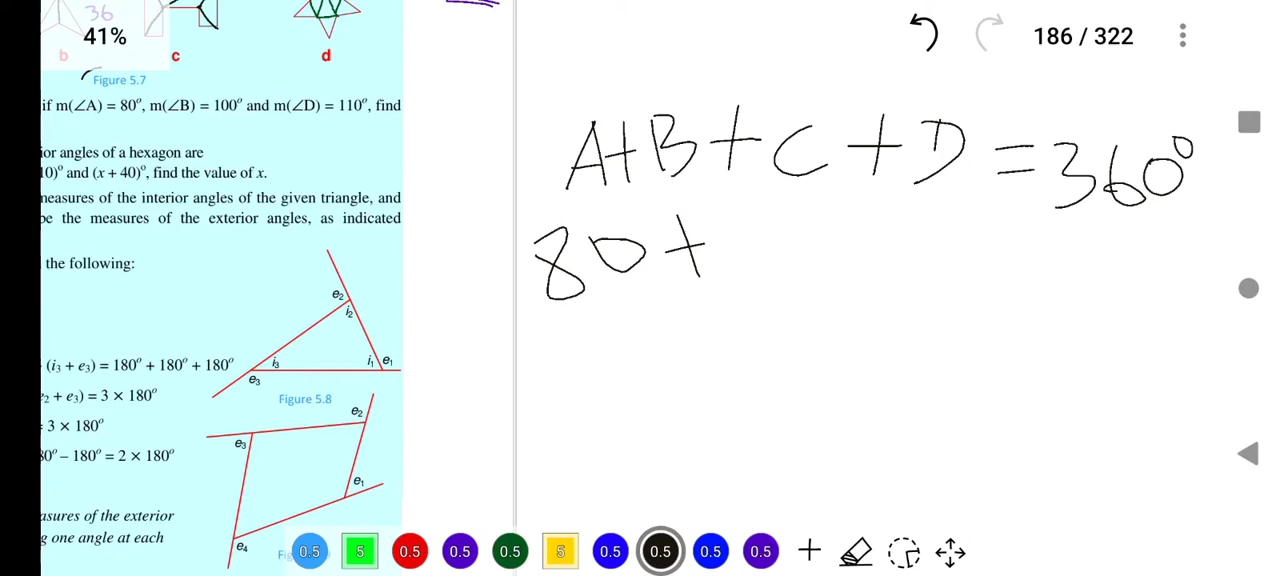 36
41%
b c d
Figure 5.7
if m(∠A) = 80°, m(∠B) = 100° and m(∠D) = 110°, find
ior angles of a hexagon are
10)° and (x + 40)°, find the value of x.
measures of the interior angles of the given triangle, and
be the measures of the exterior angles, as indicated
the following:
e2
i2
i3 i1 e1
e3
(i3 + e3) = 180° + 180° + 180°
e2 + e3) = 3 × 180°
= 3 × 180°
80° – 180° = 2 × 180°
Figure 5.8
e2
e3
e1
e4
asures of the exterior
g one angle at each
186 / 322
A+B+C+D=360°
80+
0.5 5 0.5 0.5 0.5 5 0.5 0.5 0.5 0.5